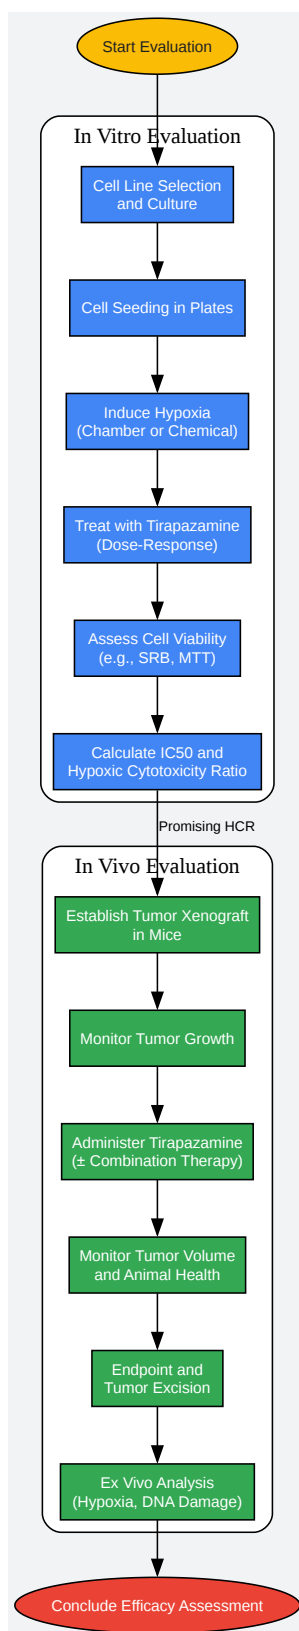 Start Evaluation
In Vitro Evaluation
Cell Line Selection
and Culture
Cell Seeding in Plates
Induce Hypoxia
(Chamber or Chemical)
Treat with Tirapazamine
(Dose-Response)
Assess Cell Viability
(e.g., SRB, MTT)
Calculate IC50 and
Hypoxic Cytotoxicity Ratio
Promising HCR
In Vivo Evaluation
Establish Tumor Xenograft
in Mice
Monitor Tumor Growth
Administer Tirapazamine
(± Combination Therapy)
Monitor Tumor Volume
and Animal Health
Endpoint and
Tumor Excision
Ex Vivo Analysis
(Hypoxia, DNA Damage)
Conclude Efficacy Assessment